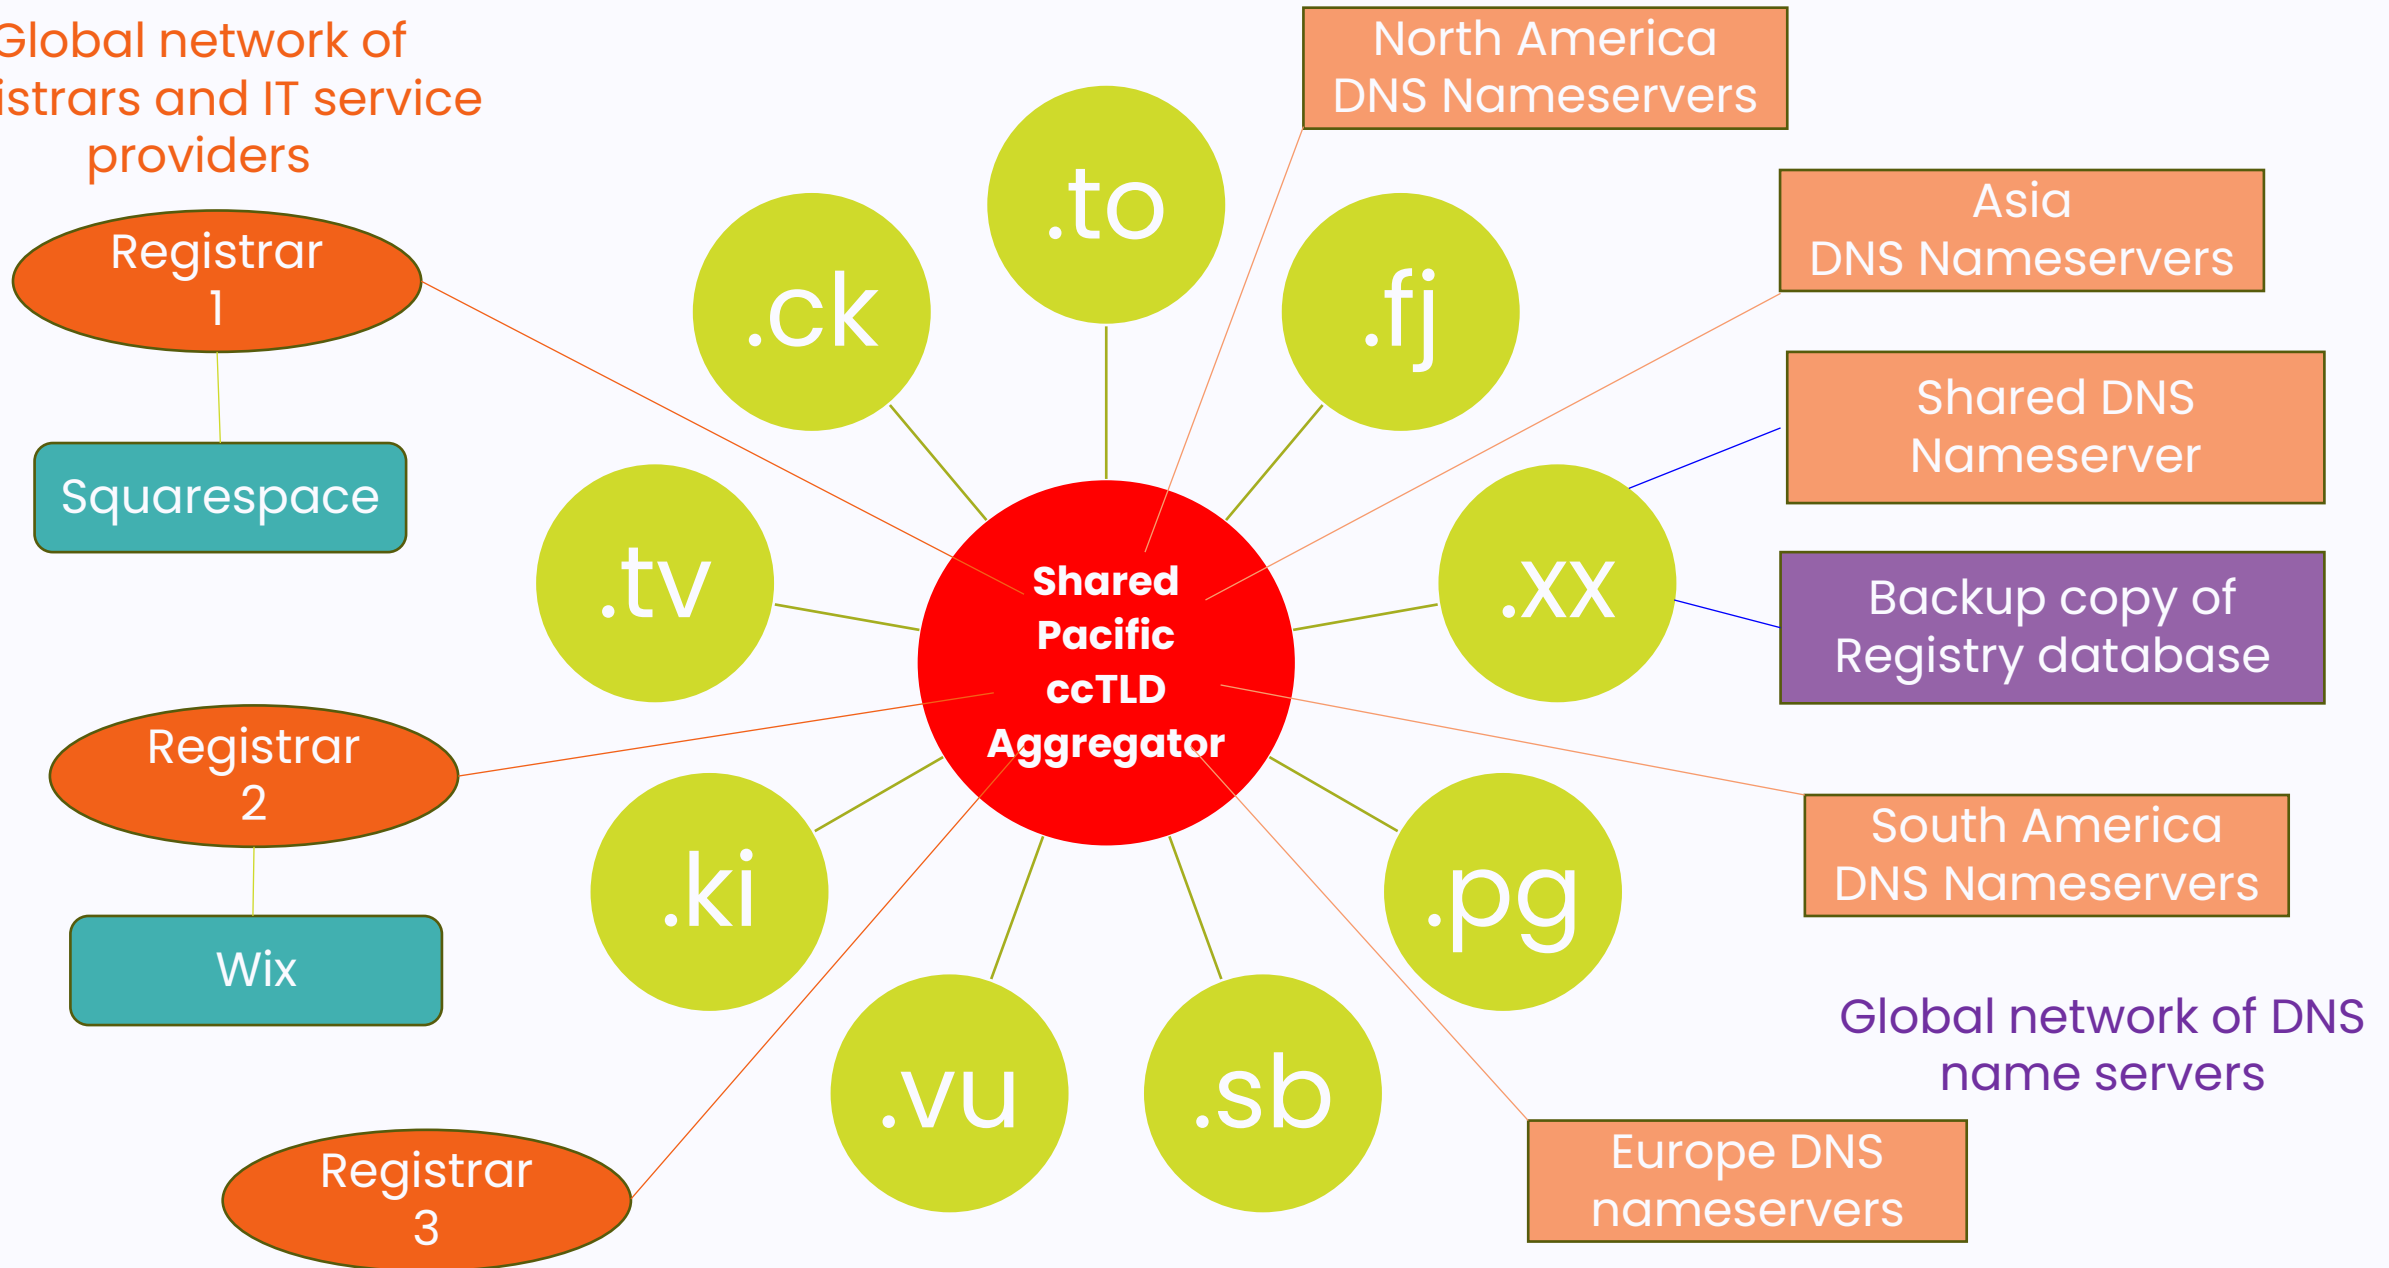 Global network of
istrars and IT service
providers
North America
DNS Nameservers
.to
.ck
.fj
Asia
DNS Nameservers
Registrar
1
Shared DNS
Nameserver
Squarespace
.tv
.xx
Shared
Pacific
ccTLD
Aggregator
Backup copy of
Registry database
Registrar
2
.ki
.pg
South America
DNS Nameservers
Wix
.vu
.sb
Global network of DNS
name servers
Registrar
3
Europe DNS
nameservers